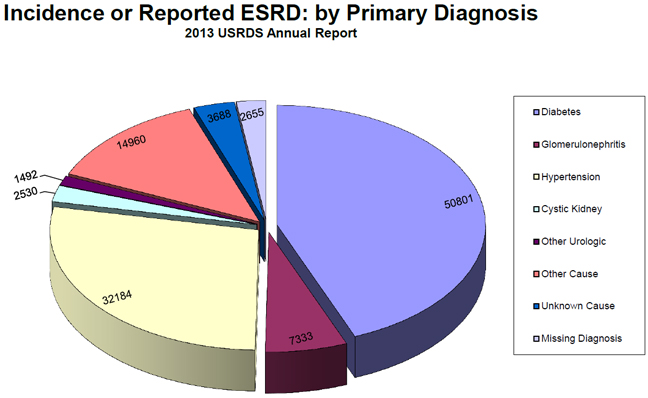 Incidence or Reported ESRD: by Primary Diagnosis
2013 USRDS Annual Report
3688
2655
14960
1492
2530
50801
32184
7333
Diabetes
Glomerulonephritis
Hypertension
Cystic Kidney
Other Urologic
Other Cause
Unknown Cause
Missing Diagnosis